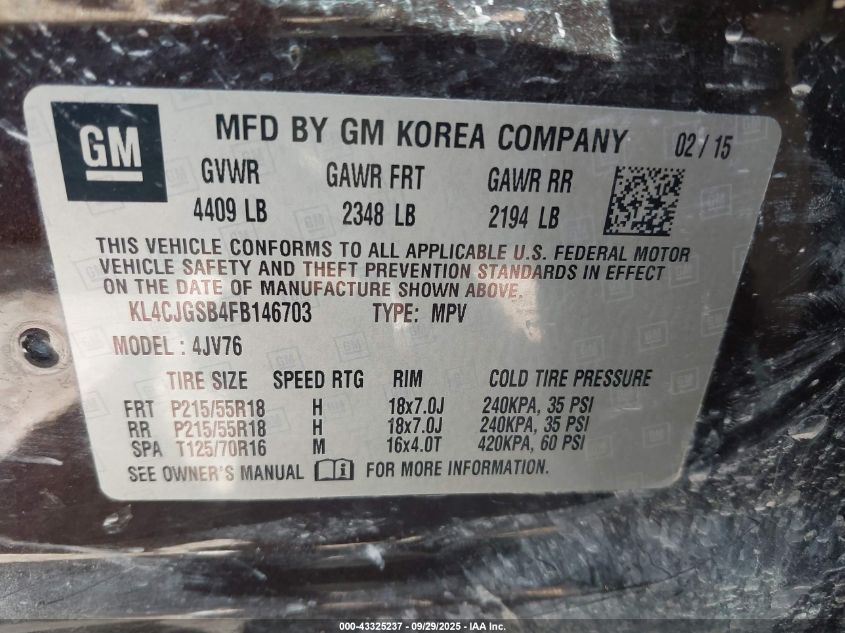 GM
MFD BY GM KOREA COMPANY 02 / 15
GVWR GAWR FRT GAWR RR
4409 LB 2348 LB 2194 LB
THIS VEHICLE CONFORMS TO ALL APPLICABLE U.S. FEDERAL MOTOR
VEHICLE SAFETY AND THEFT PREVENTION STANDARDS IN EFFECT
ON THE DATE OF MANUFACTURE SHOWN ABOVE.
KL4CJGSB4FB146703 TYPE: MPV
MODEL : 4JV76
TIRE SIZE SPEED RTG RIM COLD TIRE PRESSURE
FRT P215/55R18 H 18x7.0J 240KPA, 35 PSI
RR P215/55R18 H 18x7.0J 240KPA, 35 PSI
SPA T125/70R16 M 16x4.0T 420KPA, 60 PSI
SEE OWNER'S MANUAL i FOR MORE INFORMATION.
000-43325237 - 09/29/2025 - IAA Inc.